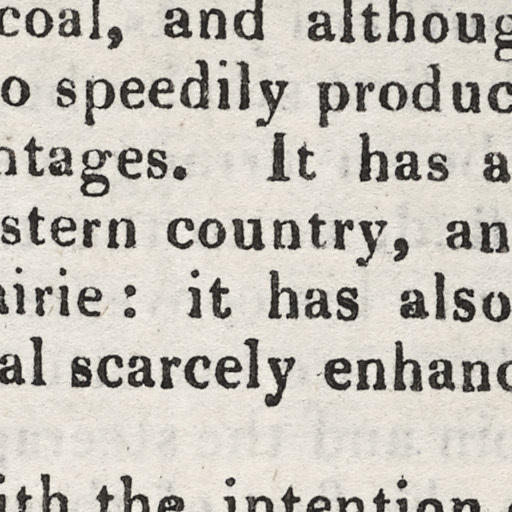 coal, and althoug
o speedily produc
ntages. It has a
stern country, an
airie: it has also
al scarcely enhanc
ith the intention